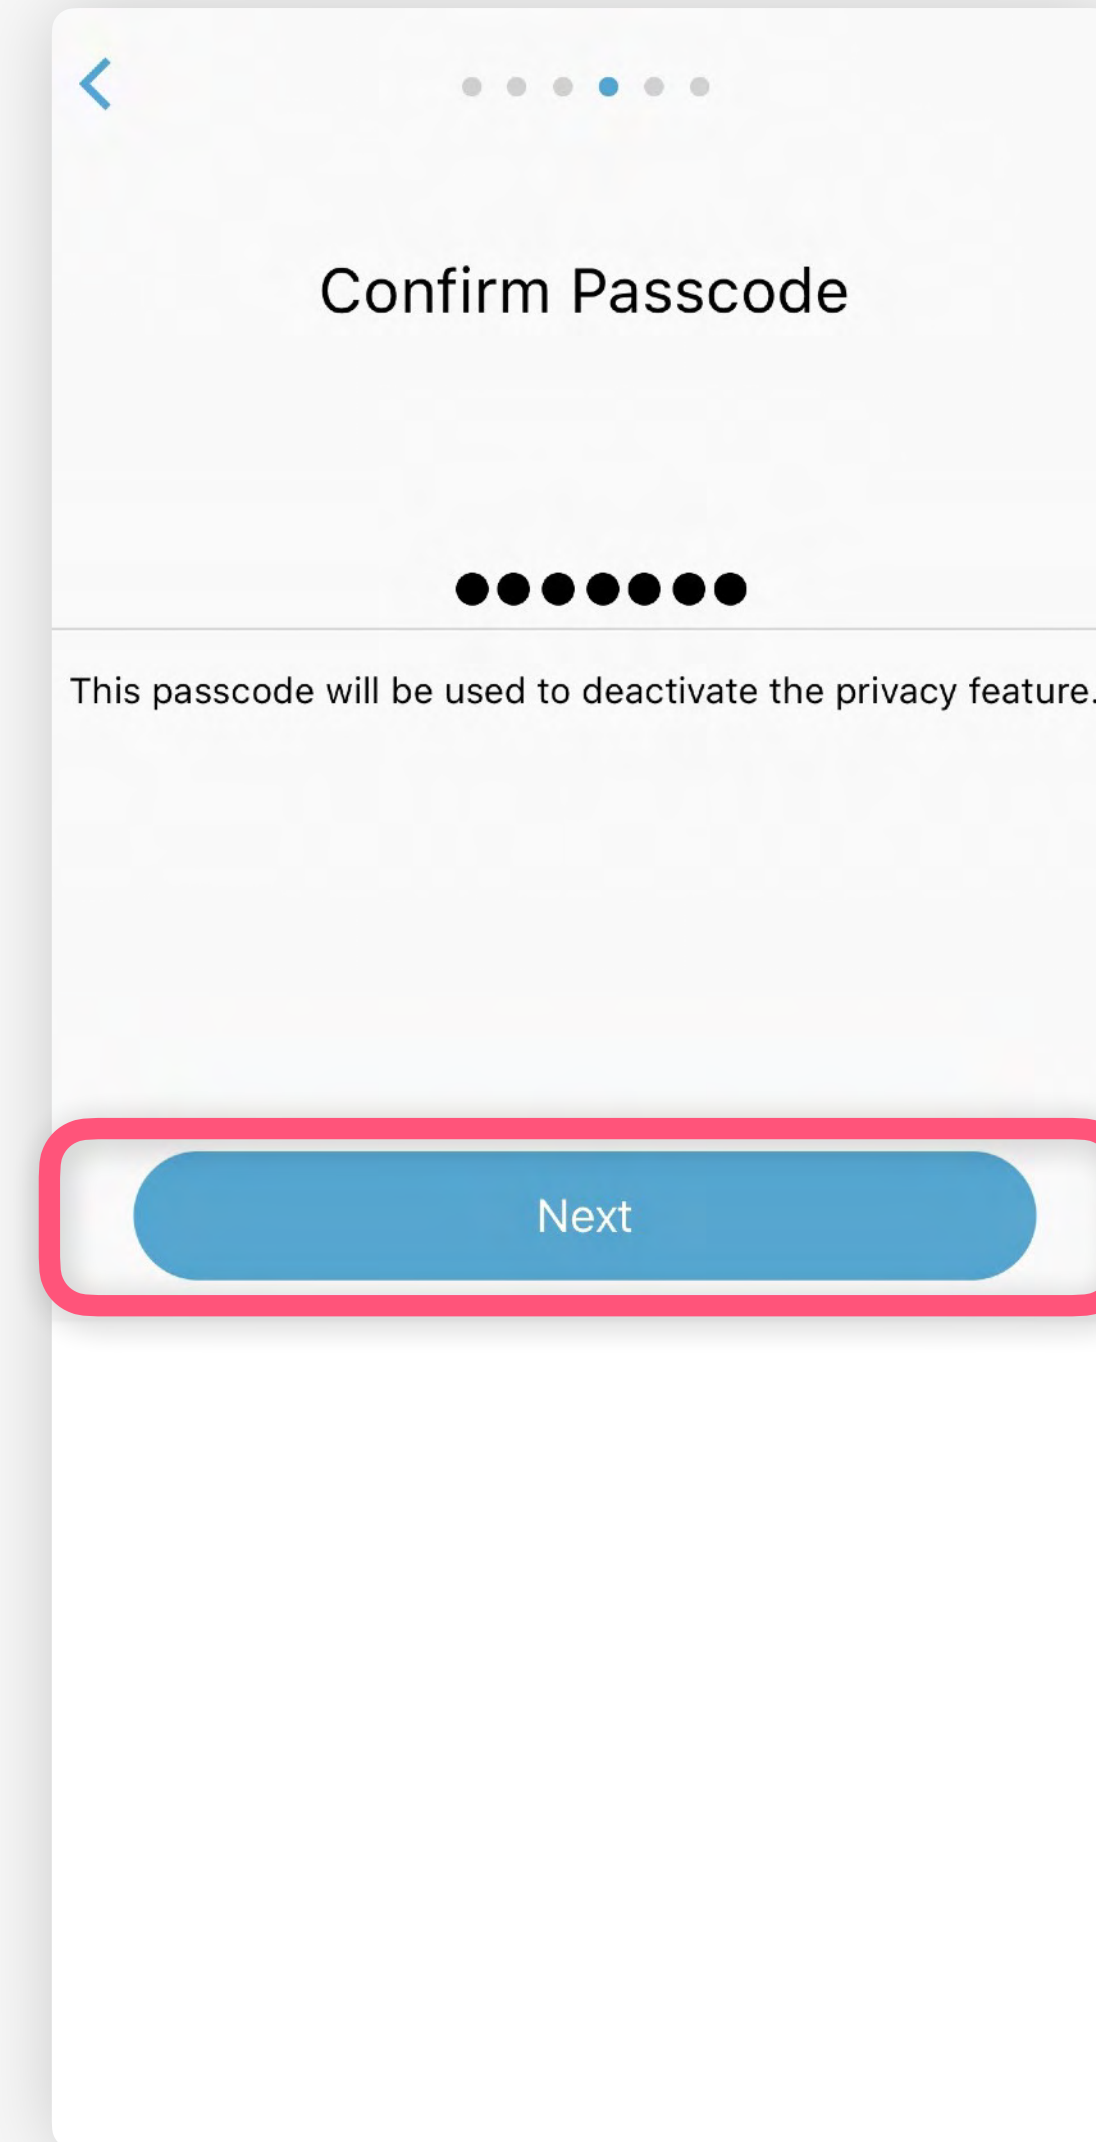 Confirm Passcode
●●●●●●●
This passcode will be used to deactivate the privacy feature.
Next